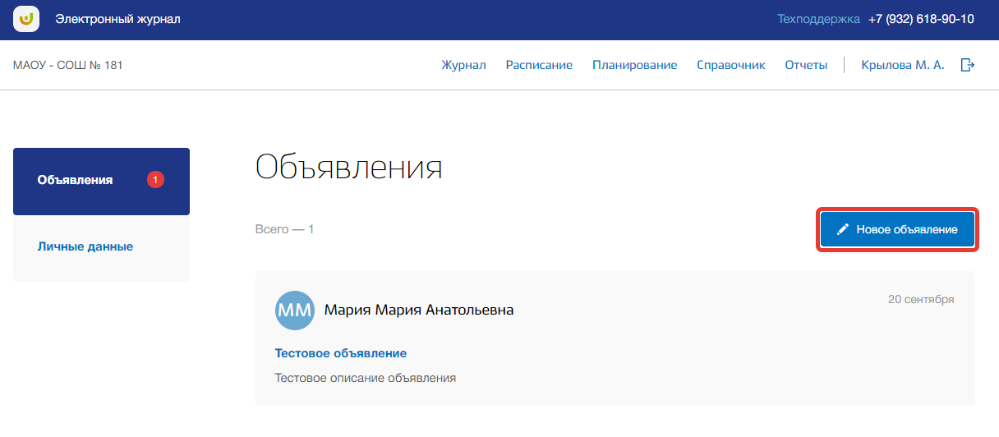 Электронный журнал
Техподдержка +7 (932) 618-90-10
МАОУ - СОШ № 181
Журнал Расписание Планирование Справочник Отчеты Крылова М. А.
Объявления 1
Личные данные
Объявления
Всего — 1
Новое объявление
ММ Мария Мария Анатольевна
20 сентября
Тестовое объявление
Тестовое описание объявления